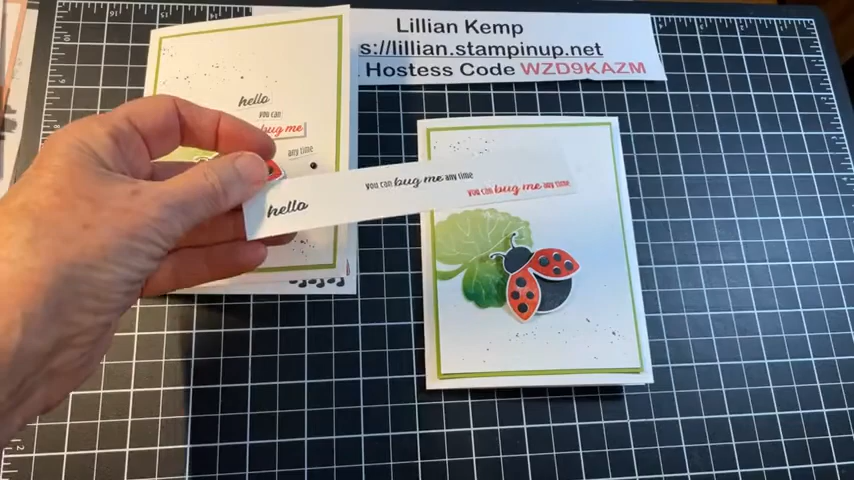 Lillian Kemp
s://lillian.stampinup.net
Hostess Code WZD9KAZM
hello
you can
bug me
any time
hello
you can bug me any time
you can bug me any time